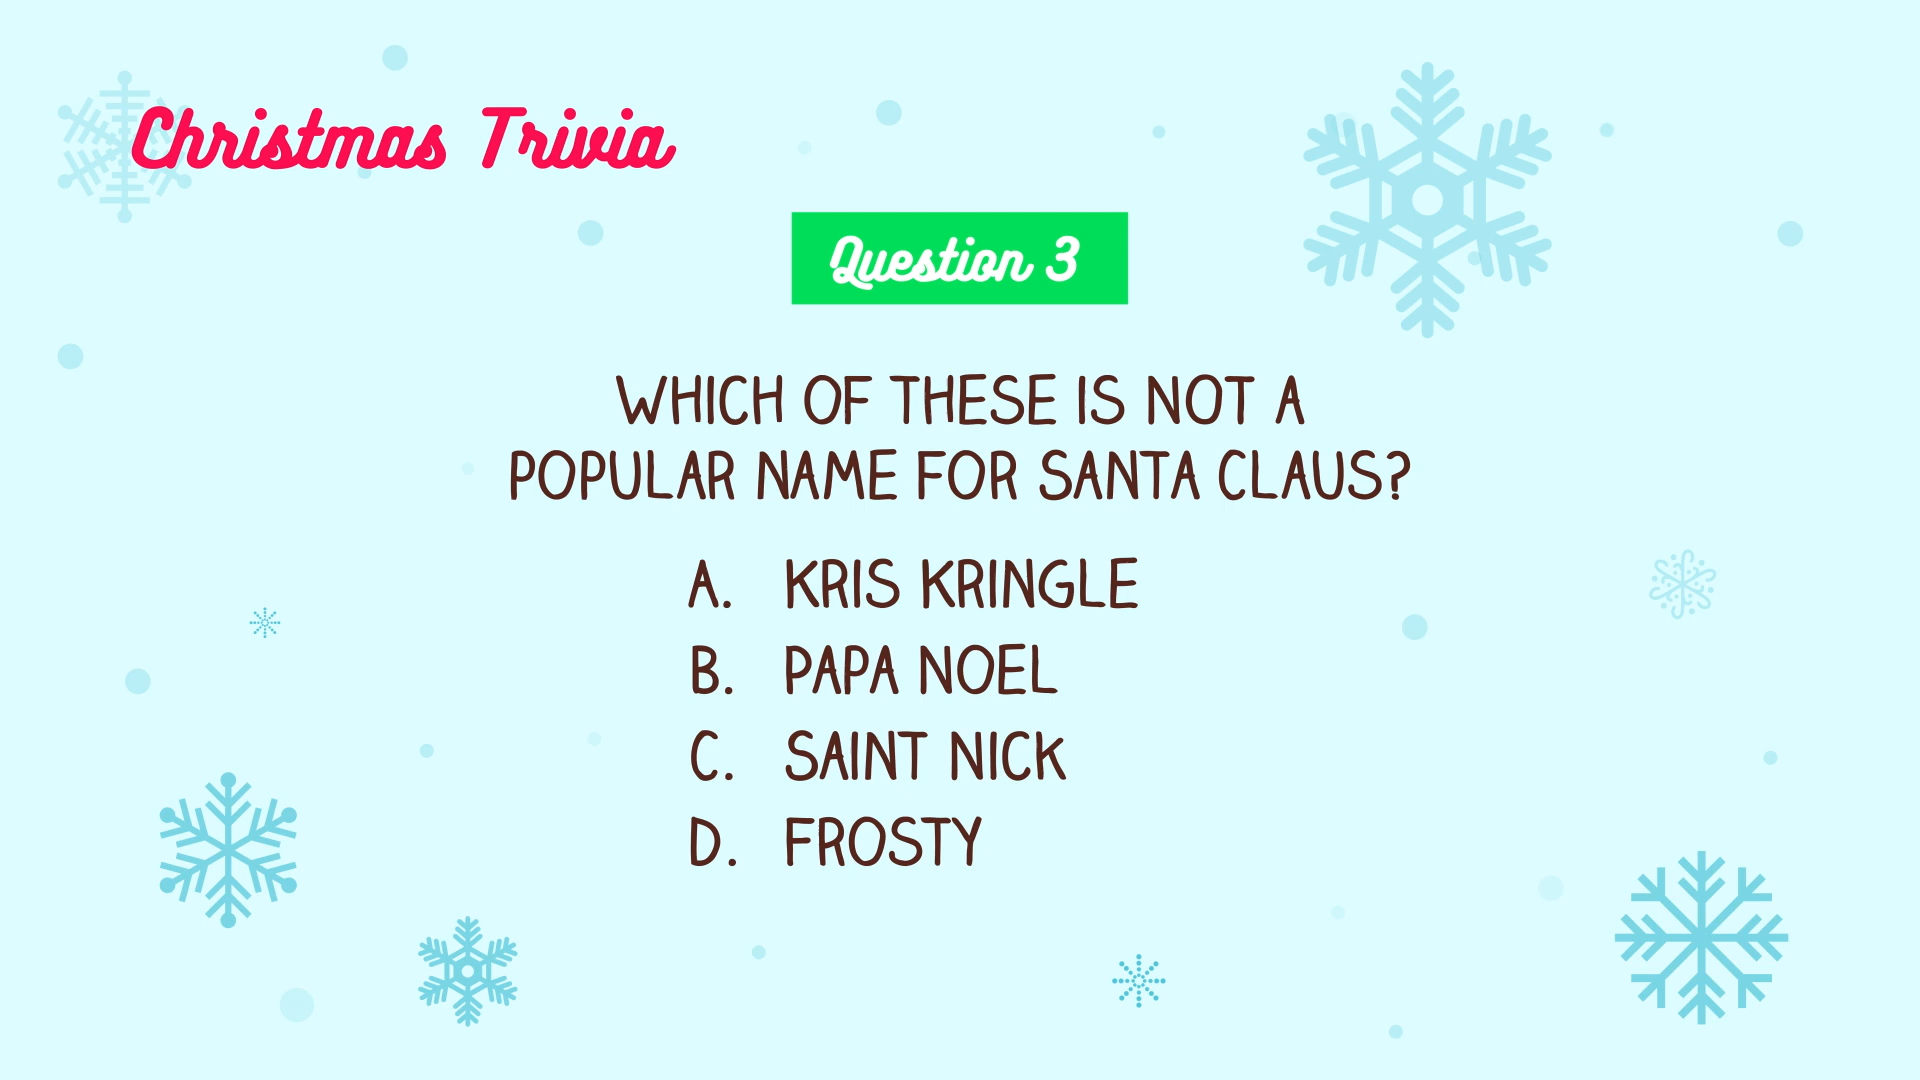 Christmas Trivia
Question 3
WHICH OF THESE IS NOT A
POPULAR NAME FOR SANTA CLAUS?
A. KRIS KRINGLE
B. PAPA NOEL
C. SAINT NICK
D. FROSTY